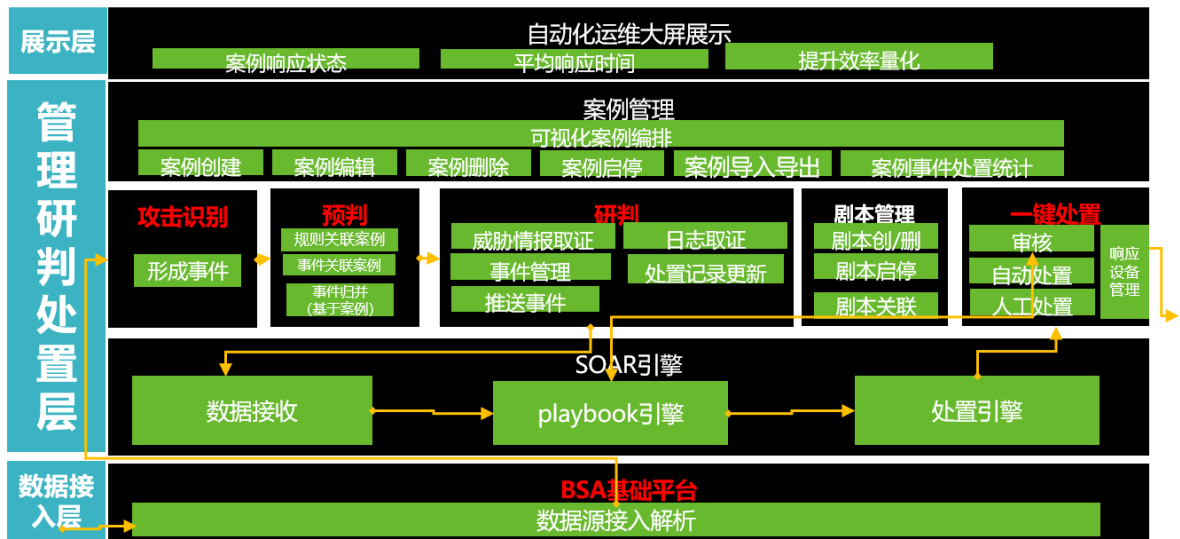 展示层
自动化运维大屏展示
案例响应状态
平均响应时间
提升效率量化
管
理
研
判
处
置
层
案例管理
可视化案例编排
案例创建
案例编辑
案例删除
案例启停
案例导入导出
案例事件处置统计
攻击识别
形成事件
预判
规则关联案例
事件关联案例
事件归并
(基于案例)
研判
威胁情报取证
日志取证
事件管理
处置记录更新
推送事件
剧本管理
剧本创/删
剧本启停
剧本关联
一键处置
审核
自动处置
人工处置
响应
设备
管理
SOAR引擎
数据接收
playbook引擎
处置引擎
数据接
入层
BSA基础平台
数据源接入解析